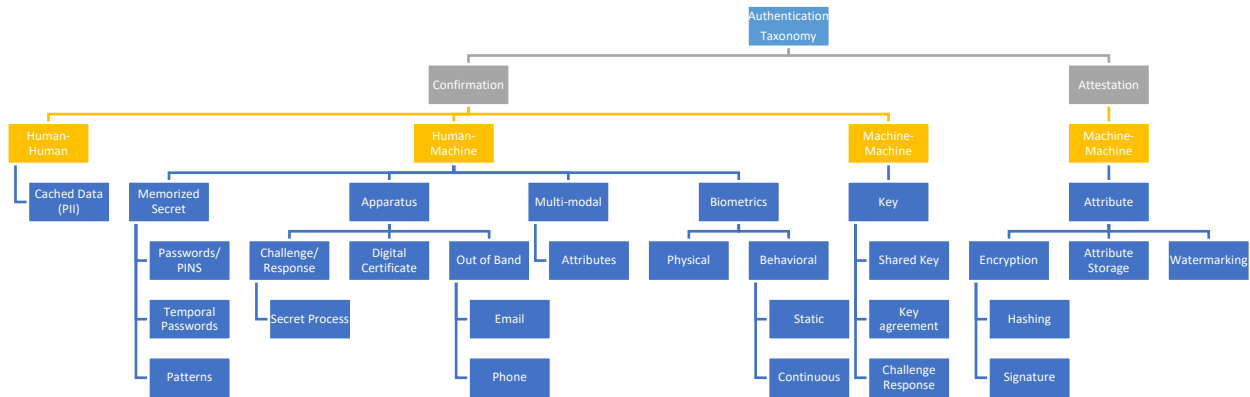 Authentication
Taxonomy
Confirmation
Attestation
Human-
Human
Human-
Machine
Machine-
Machine
Machine-
Machine
Cached Data
(PII)
Memorized
Secret
Apparatus
Multi-modal
Biometrics
Key
Attribute
Passwords/
PINS
Challenge/
Response
Digital
Certificate
Out of Band
Attributes
Physical
Behavioral
Shared Key
Encryption
Attribute
Storage
Watermarking
Temporal
Passwords
Secret Process
Email
Static
Key
agreement
Hashing
Patterns
Phone
Continuous
Challenge
Response
Signature